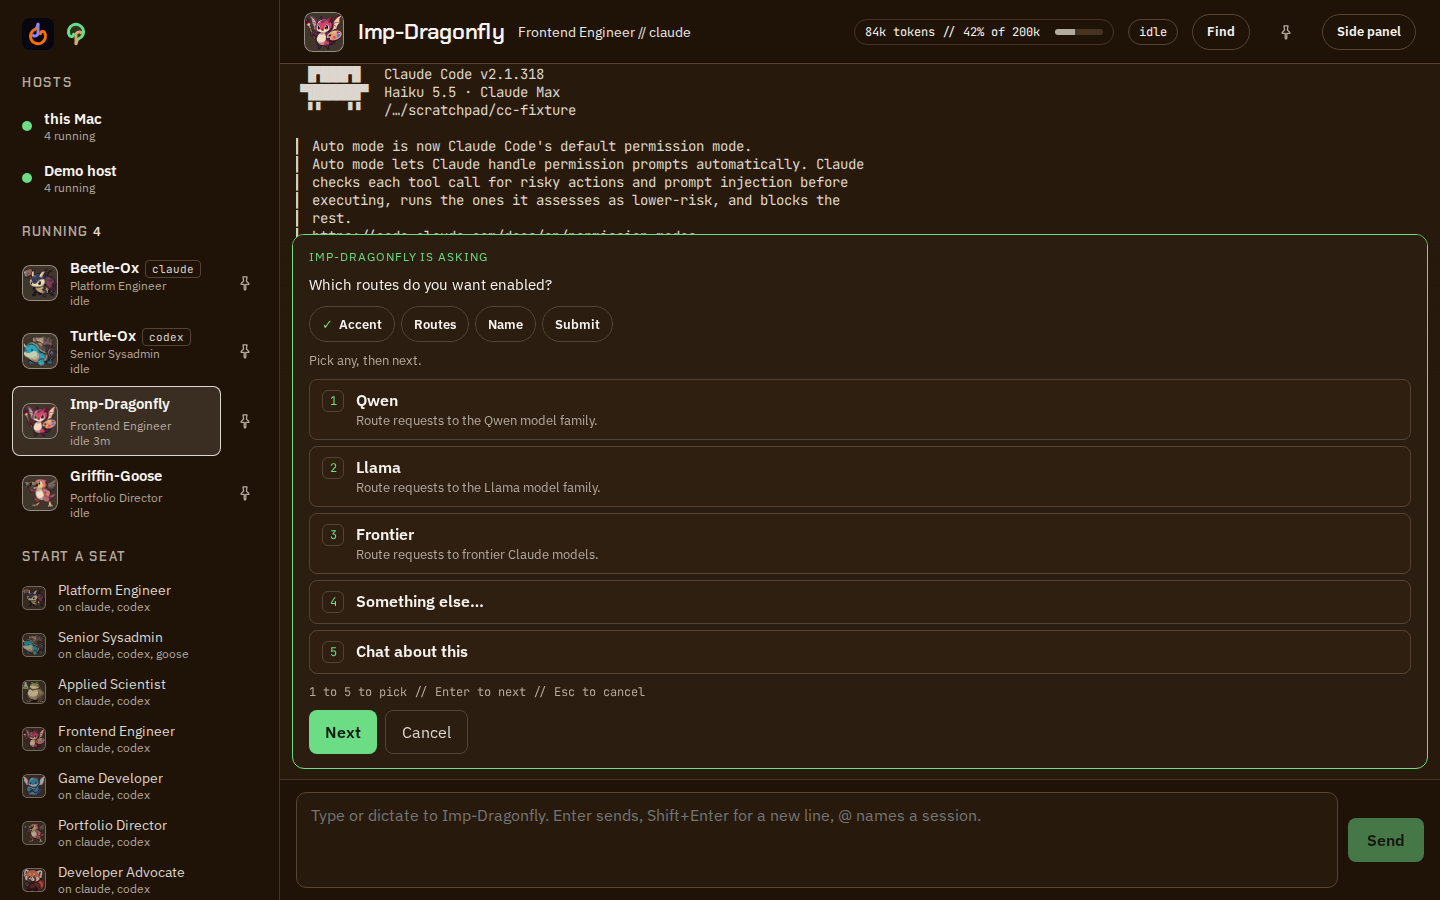 HOSTS
this Mac
4 running
Demo host
4 running
RUNNING 4
Beetle-Ox claude
Platform Engineer
idle
Turtle-Ox codex
Senior Sysadmin
idle
Imp-Dragonfly
Frontend Engineer
idle 3m
Griffin-Goose
Portfolio Director
idle
START A SEAT
Platform Engineer
on claude, codex
Senior Sysadmin
on claude, codex, goose
Applied Scientist
on claude, codex
Frontend Engineer
on claude, codex
Game Developer
on claude, codex
Portfolio Director
on claude, codex
Developer Advocate
on claude, codex
Imp-Dragonfly Frontend Engineer // claude
84k tokens // 42% of 200k
idle
Find
Side panel
Claude Code v2.1.318
Haiku 5.5 · Claude Max
/…/scratchpad/cc-fixture
Auto mode is now Claude Code's default permission mode.
Auto mode lets Claude handle permission prompts automatically. Claude
checks each tool call for risky actions and prompt injection before
executing, runs the ones it assesses as lower-risk, and blocks the
rest.
IMP-DRAGONFLY IS ASKING
Which routes do you want enabled?
✓ Accent
Routes
Name
Submit
Pick any, then next.
1 Qwen
Route requests to the Qwen model family.
2 Llama
Route requests to the Llama model family.
3 Frontier
Route requests to frontier Claude models.
4 Something else…
5 Chat about this
1 to 5 to pick // Enter to next // Esc to cancel
Next
Cancel
Type or dictate to Imp-Dragonfly. Enter sends, Shift+Enter for a new line, @ names a session.
Send